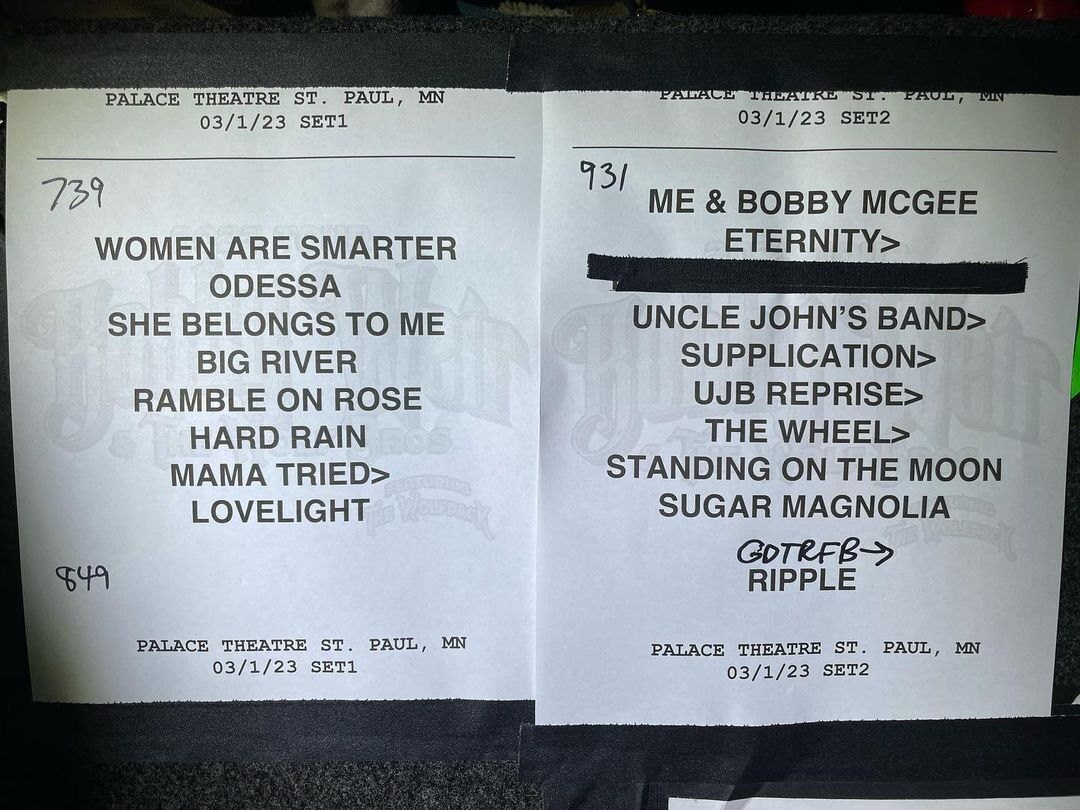 PALACE THEATRE ST. PAUL, MN
03/1/23 SET1
739
WOMEN ARE SMARTER
ODESSA
SHE BELONGS TO ME
BIG RIVER
RAMBLE ON ROSE
HARD RAIN
MAMA TRIED>
LOVELIGHT
849
PALACE THEATRE ST. PAUL, MN
03/1/23 SET1
PALACE THEATRE ST. PAUL, MN
03/1/23 SET2
931
ME & BOBBY MCGEE
ETERNITY>
UNCLE JOHN'S BAND>
SUPPLICATION>
UJB REPRISE>
THE WHEEL>
STANDING ON THE MOON
SUGAR MAGNOLIA
GDTRFB→
RIPPLE
PALACE THEATRE ST. PAUL, MN
03/1/23 SET2